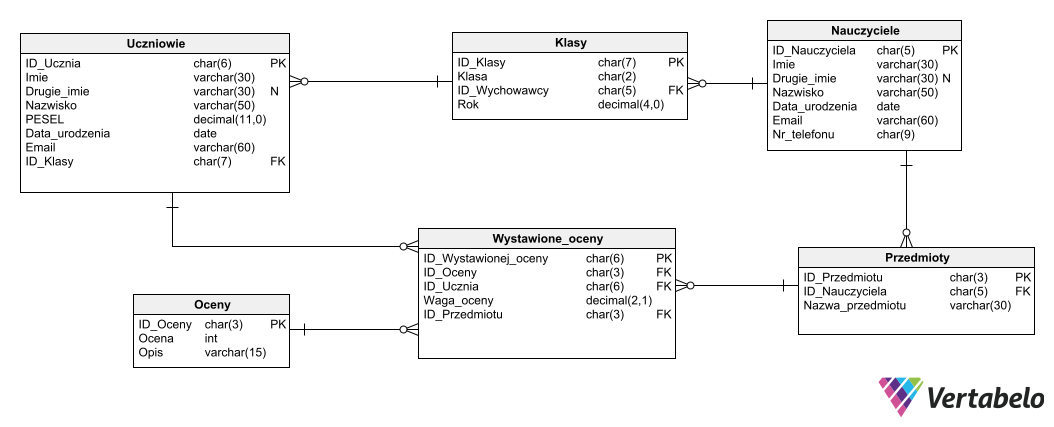 Uczniowie
ID_Ucznia char(6) PK
Imie varchar(30)
Drugie_imie varchar(30) N
Nazwisko varchar(50)
PESEL decimal(11,0)
Data_urodzenia date
Email varchar(60)
ID_Klasy char(7) FK
Klasy
ID_Klasy char(7) PK
Klasa char(2)
ID_Wychowawcy char(5) FK
Rok decimal(4,0)
Nauczyciele
ID_Nauczyciela char(5) PK
Imie varchar(30)
Drugie_imie varchar(30) N
Nazwisko varchar(50)
Data_urodzenia date
Email varchar(60)
Nr_telefonu char(9)
Wystawione_oceny
ID_Wystawionej_oceny char(6) PK
ID_Oceny char(3) FK
ID_Ucznia char(6) FK
Waga_oceny decimal(2,1)
ID_Przedmiotu char(3) FK
Przedmioty
ID_Przedmiotu char(3) PK
ID_Nauczyciela char(5) FK
Nazwa_przedmiotu varchar(30)
Oceny
ID_Oceny char(3) PK
Ocena int
Opis varchar(15)
Vertabelo